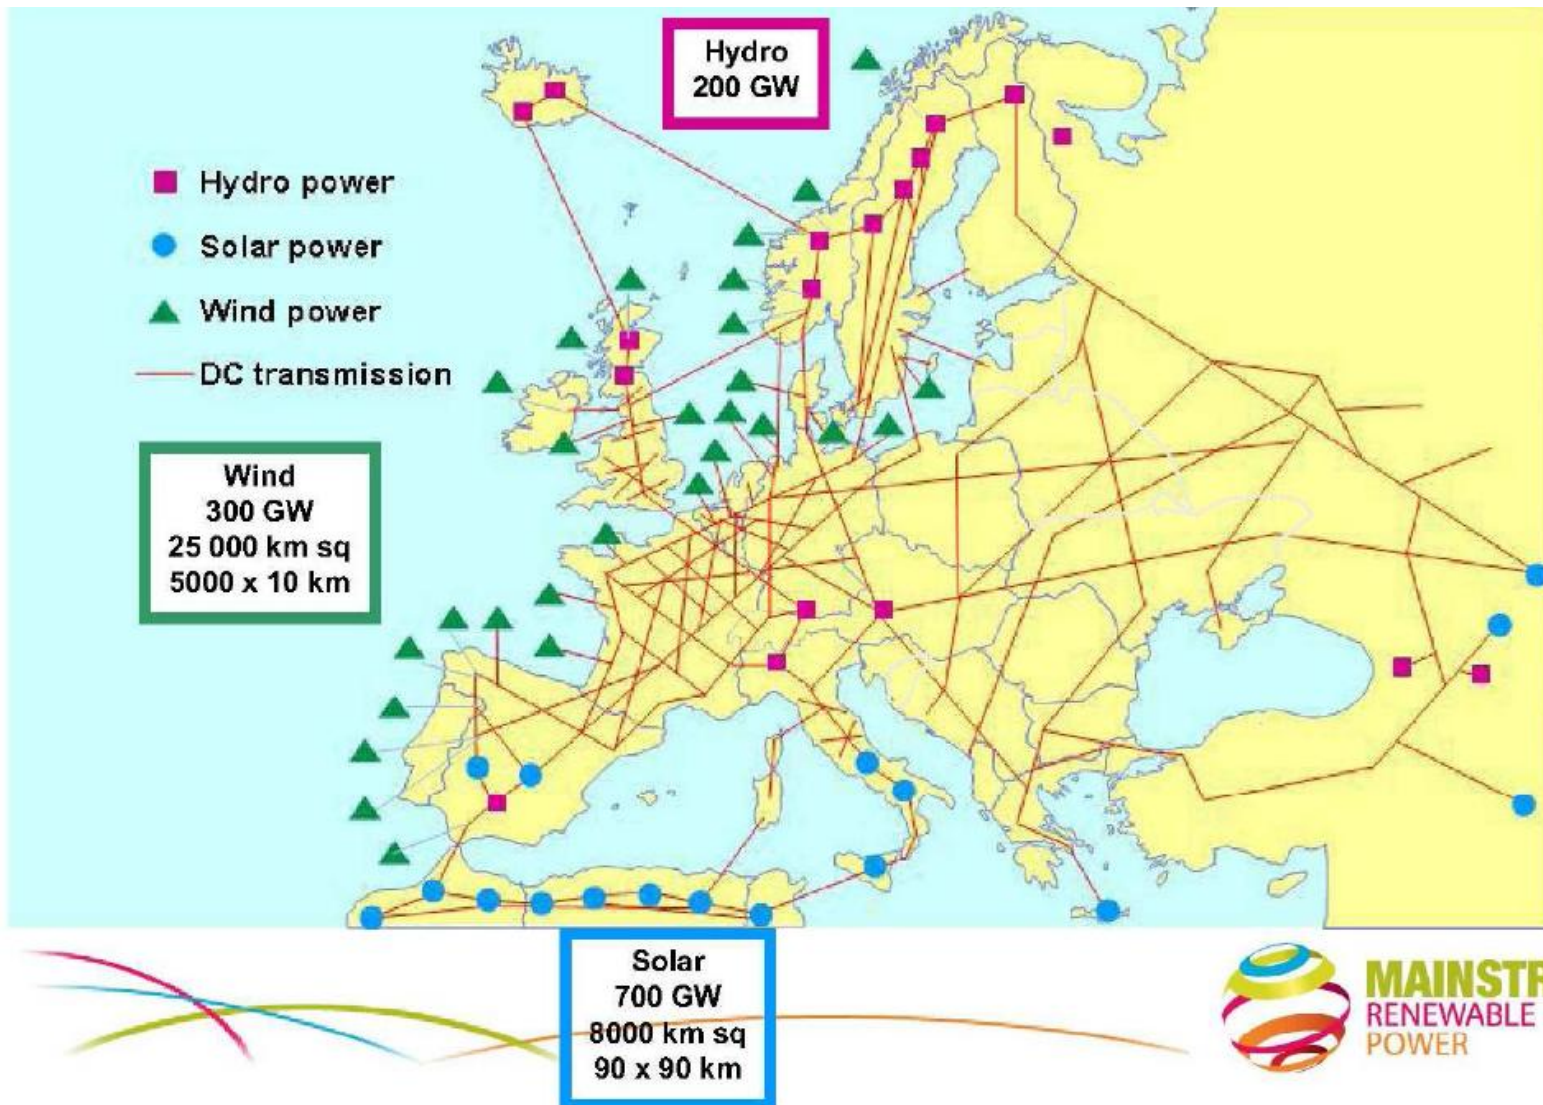 Hydro
200 GW
Hydro power
Solar power
Wind power
DC transmission
Wind
300 GW
25 000 km sq
5000 x 10 km
Solar
700 GW
8000 km sq
90 x 90 km
MAINSTR
RENEWABLE
POWER